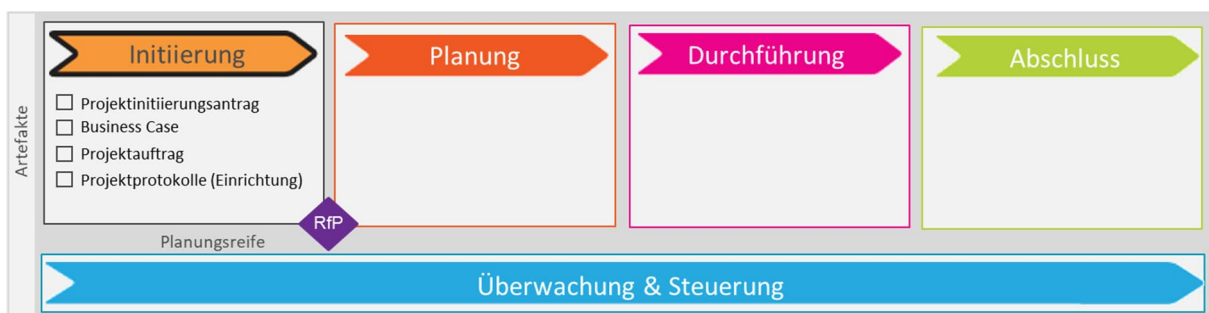 Artefakte
Initiierung
Planung
Durchführung
Abschluss
Projektinitiierungsantrag
Business Case
Projektauftrag
Projektprotokolle (Einrichtung)
RfP
Planungsreife
Überwachung & Steuerung